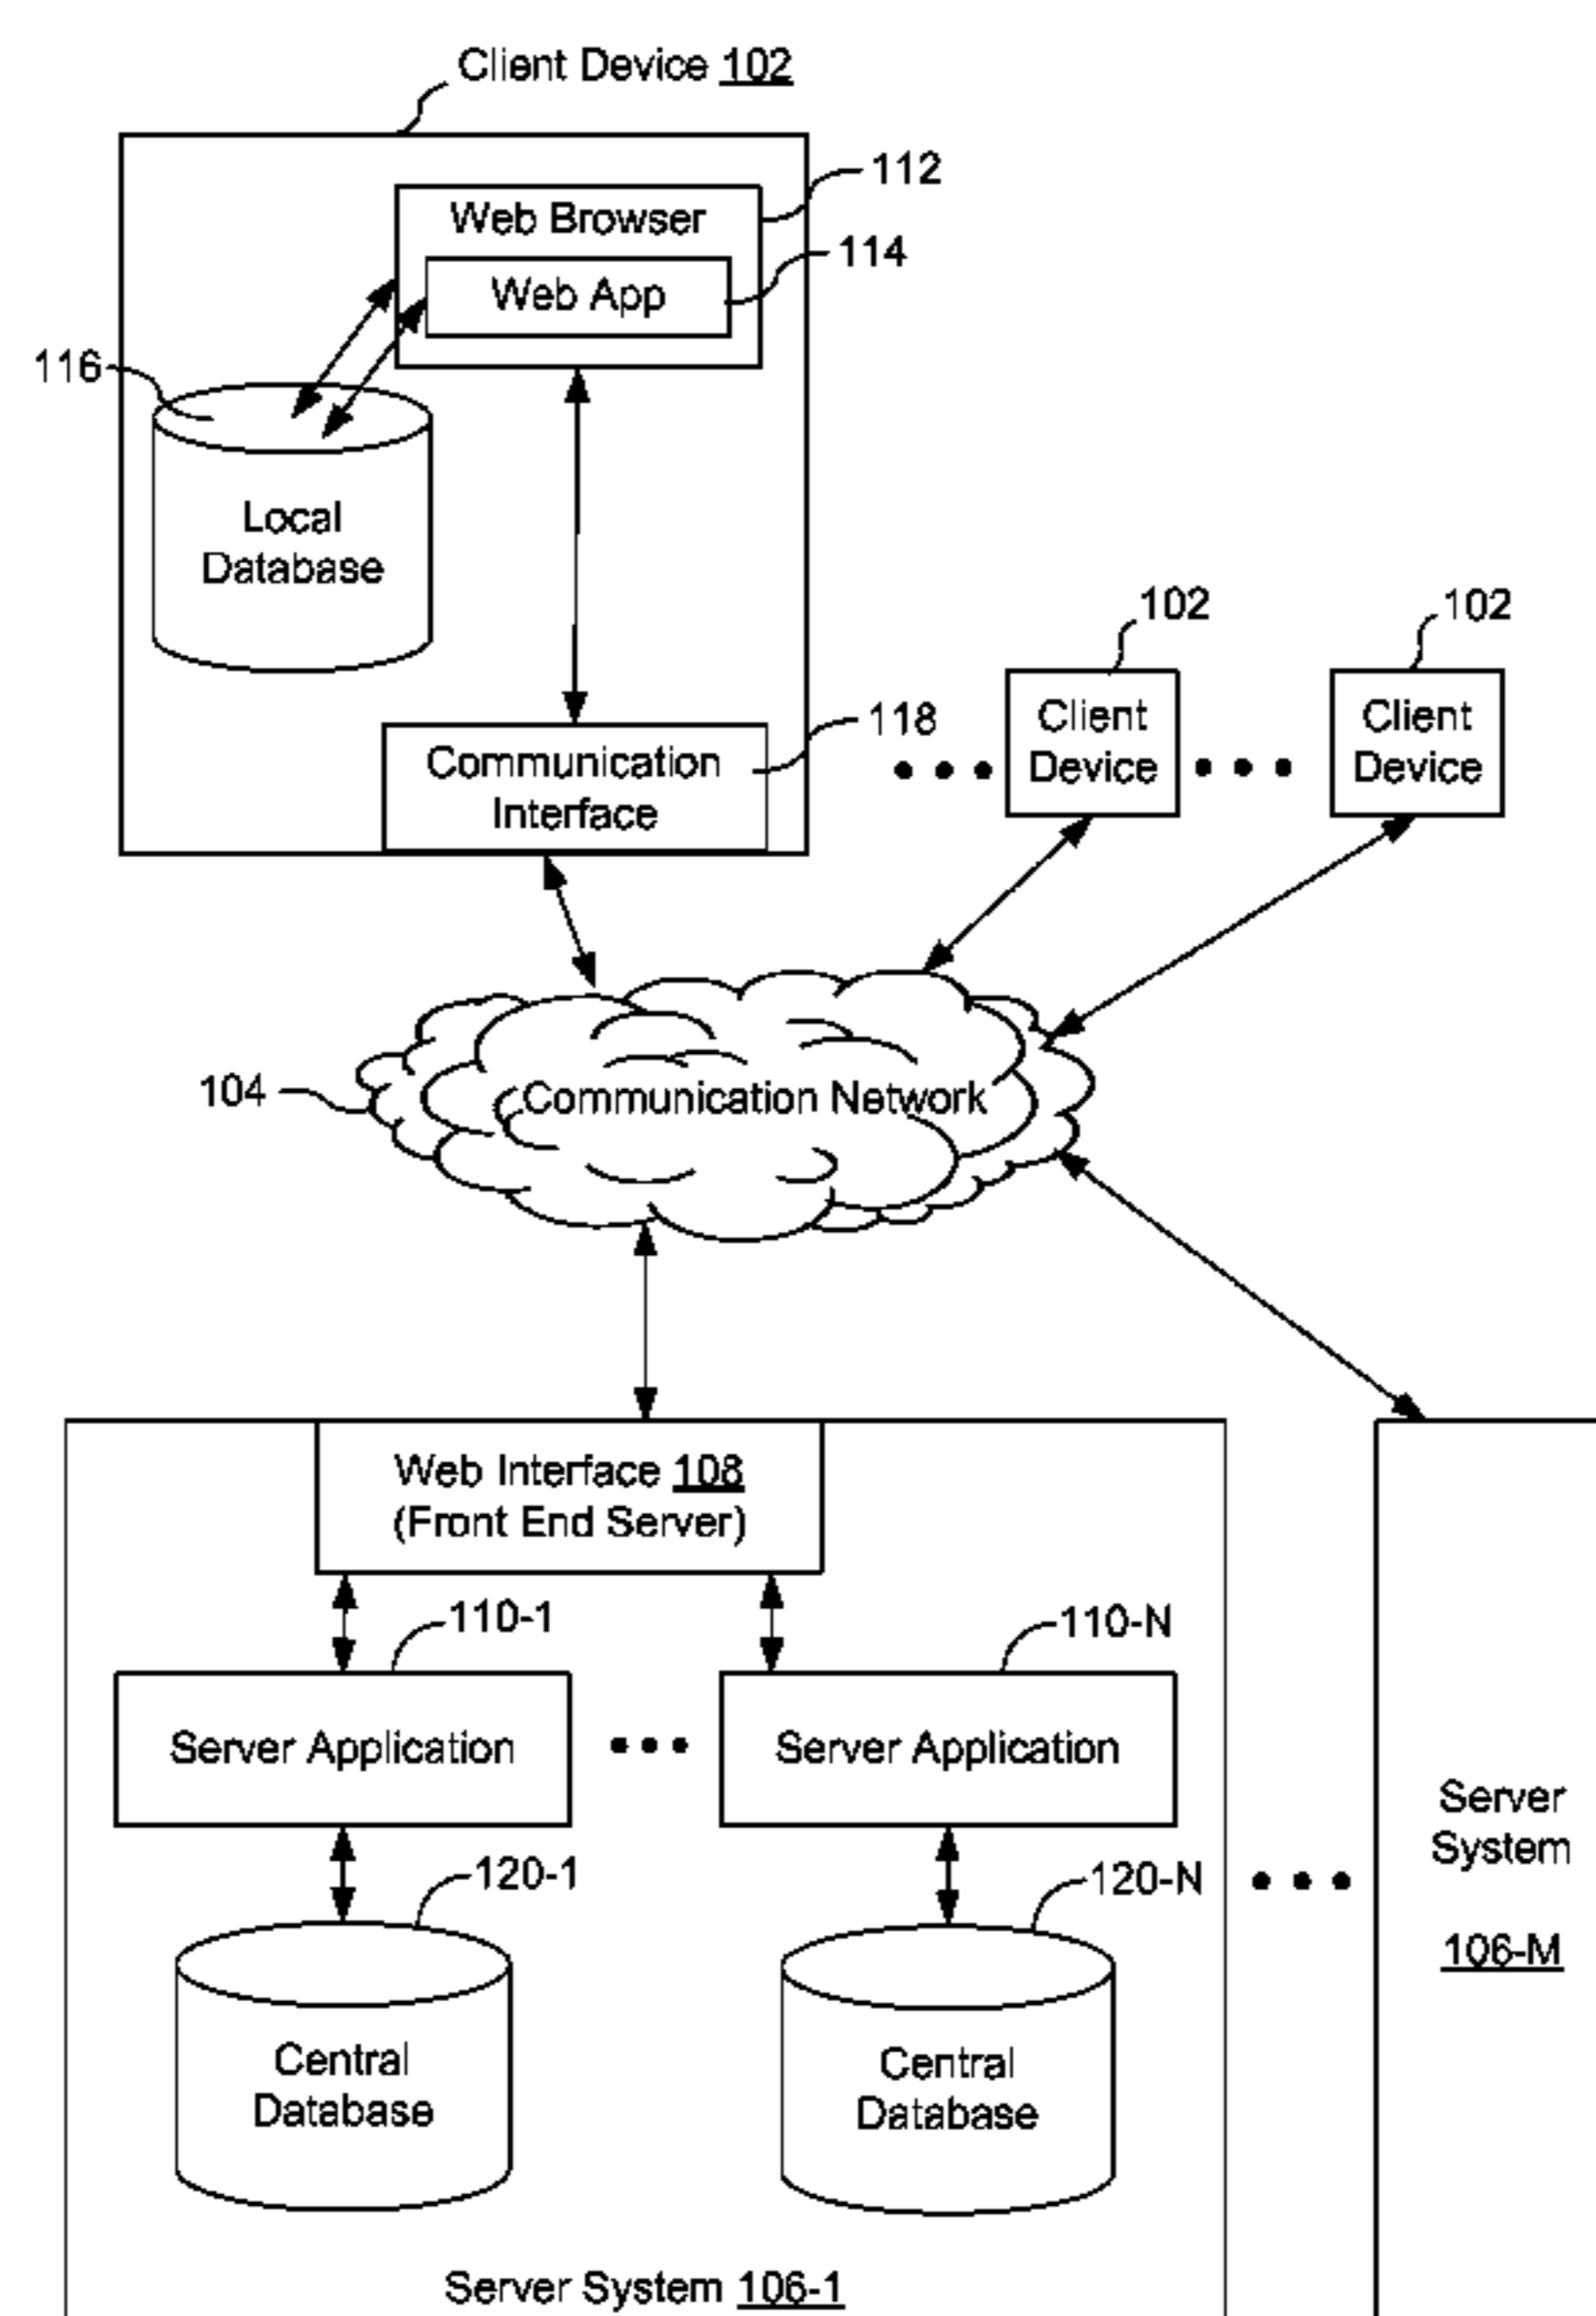 Client Device 102
112
Web Browser
114
Web App
116
Local
Database
102
102
Client
Device
Client
Device
118
Communication
Interface
104
Communication Network
Web Interface 108
(Front End Server)
110-1
110-N
Server Application
Server Application
Server
System
106-M
120-1
120-N
Central
Database
Central
Database
Server System 106-1